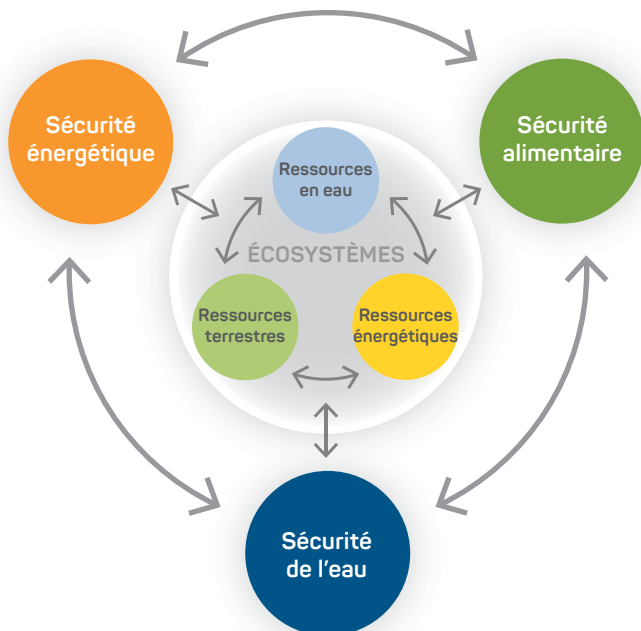 Sécurité
énergétique
Sécurité
alimentaire
Ressources
en eau
ÉCOSYSTÈMES
Ressources
terrestres
Ressources
énergétiques
Sécurité
de l'eau